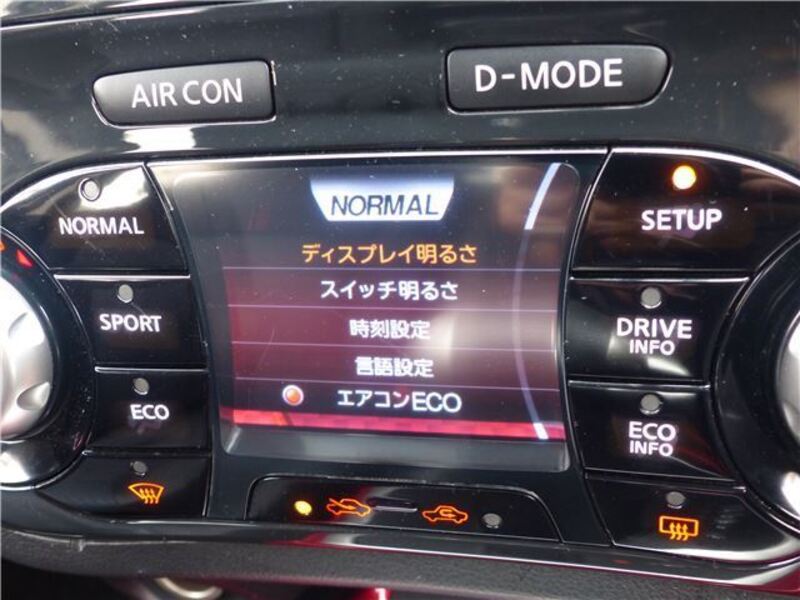 AIR CON
D-MODE
NORMAL
SPORT
ECO
NORMAL
ディスプレイ明るさ
スイッチ明るさ
時刻設定
言語設定
エアコンECO
SETUP
DRIVE
INFO
ECO
INFO